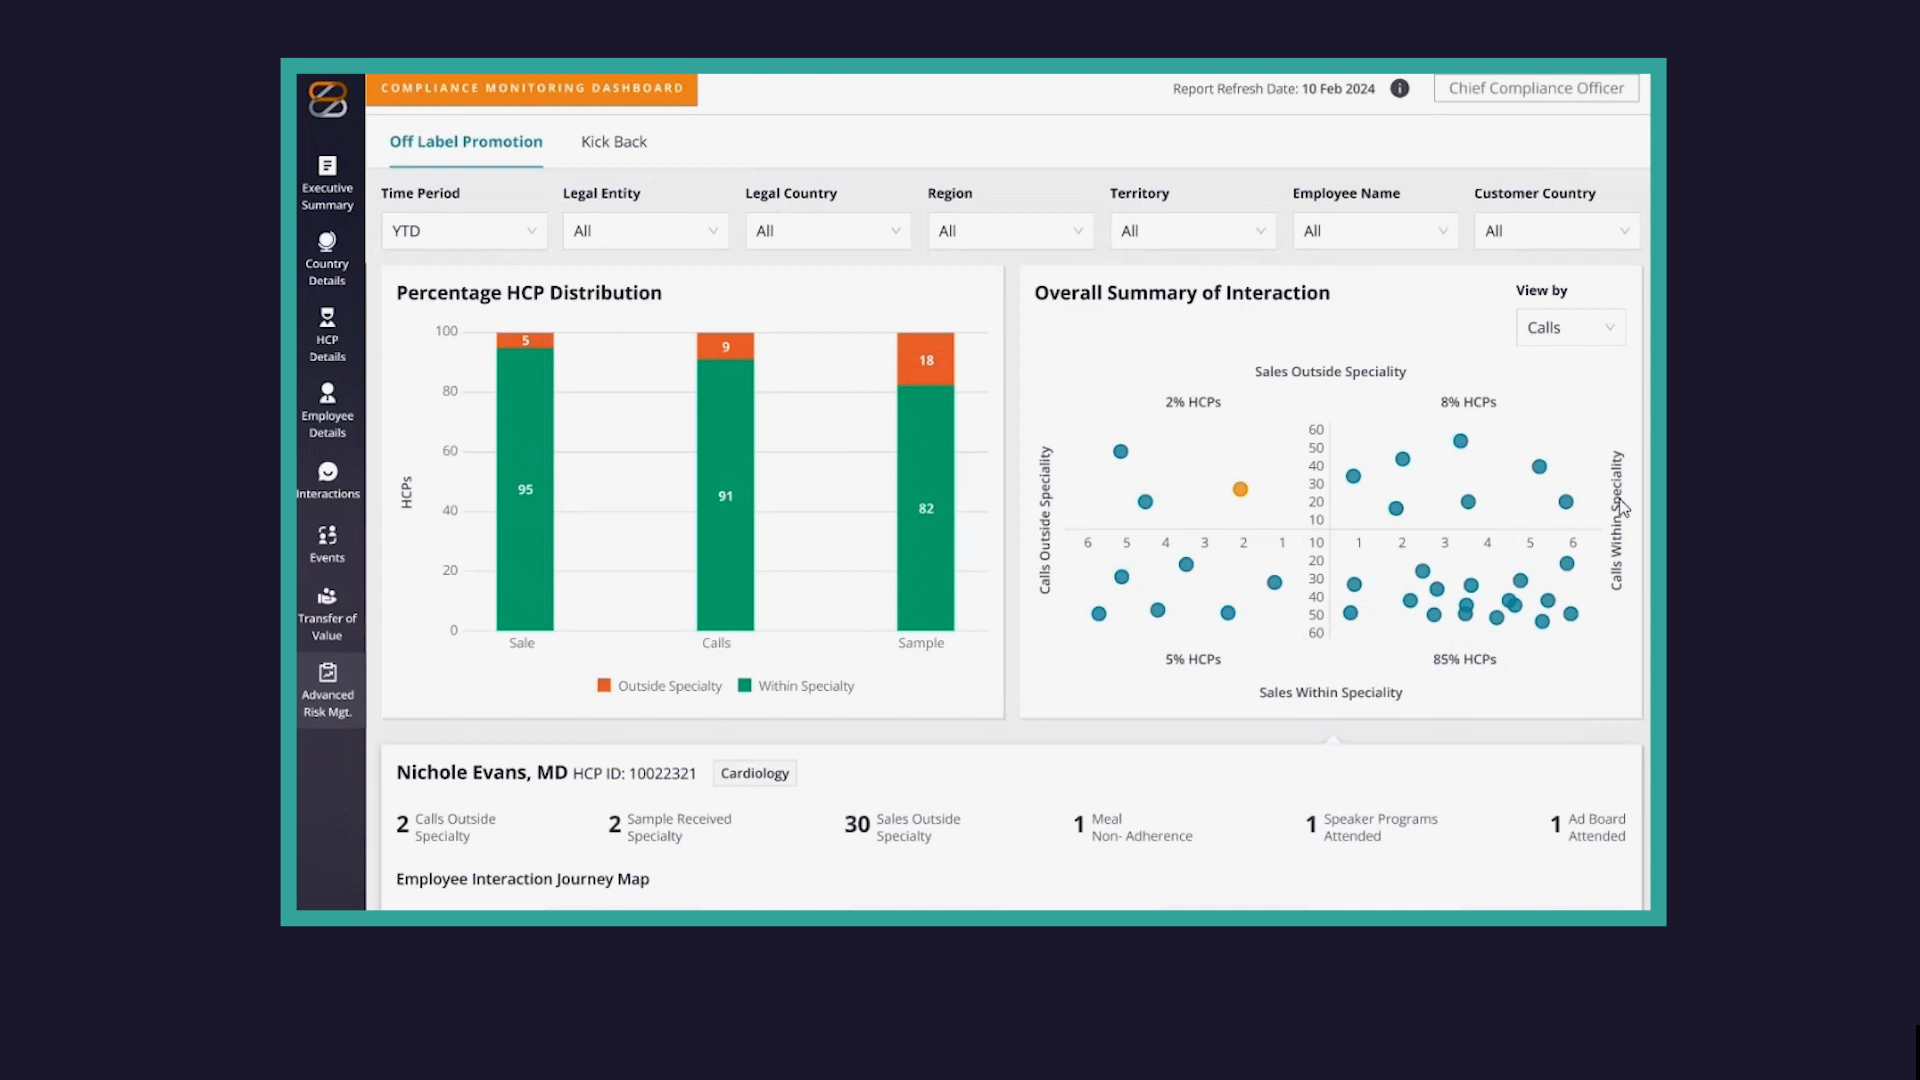 COMPLIANCE MONITORING DASHBOARD
Report Refresh Date: 10 Feb 2024
i
Chief Compliance Officer
Executive
Summary
Country
Details
HCP
Details
Employee
Details
Interactions
Events
Transfer of
Value
Advanced
Risk Mgt.
Off Label Promotion
Kick Back
Time Period
Legal Entity
Legal Country
Region
Territory
Employee Name
Customer Country
YTD
All
All
All
All
All
All
Percentage HCP Distribution
HCPs
100
80
60
40
20
0
5
95
9
91
18
82
Sale
Calls
Sample
Outside Specialty
Within Specialty
Overall Summary of Interaction
View by
Calls
Sales Outside Speciality
2% HCPs
8% HCPs
Calls Outside Speciality
60
50
40
30
20
10
6 5 4 3 2 1 10 1 2 3 4 5 6
20
30
40
50
60
Calls Within Speciality
5% HCPs
85% HCPs
Sales Within Speciality
Nichole Evans, MD HCP ID: 10022321
Cardiology
2 Calls Outside
Specialty
2 Sample Received
Specialty
30 Sales Outside
Specialty
1 Meal
Non- Adherence
1 Speaker Programs
Attended
1 Ad Board
Attended
Employee Interaction Journey Map